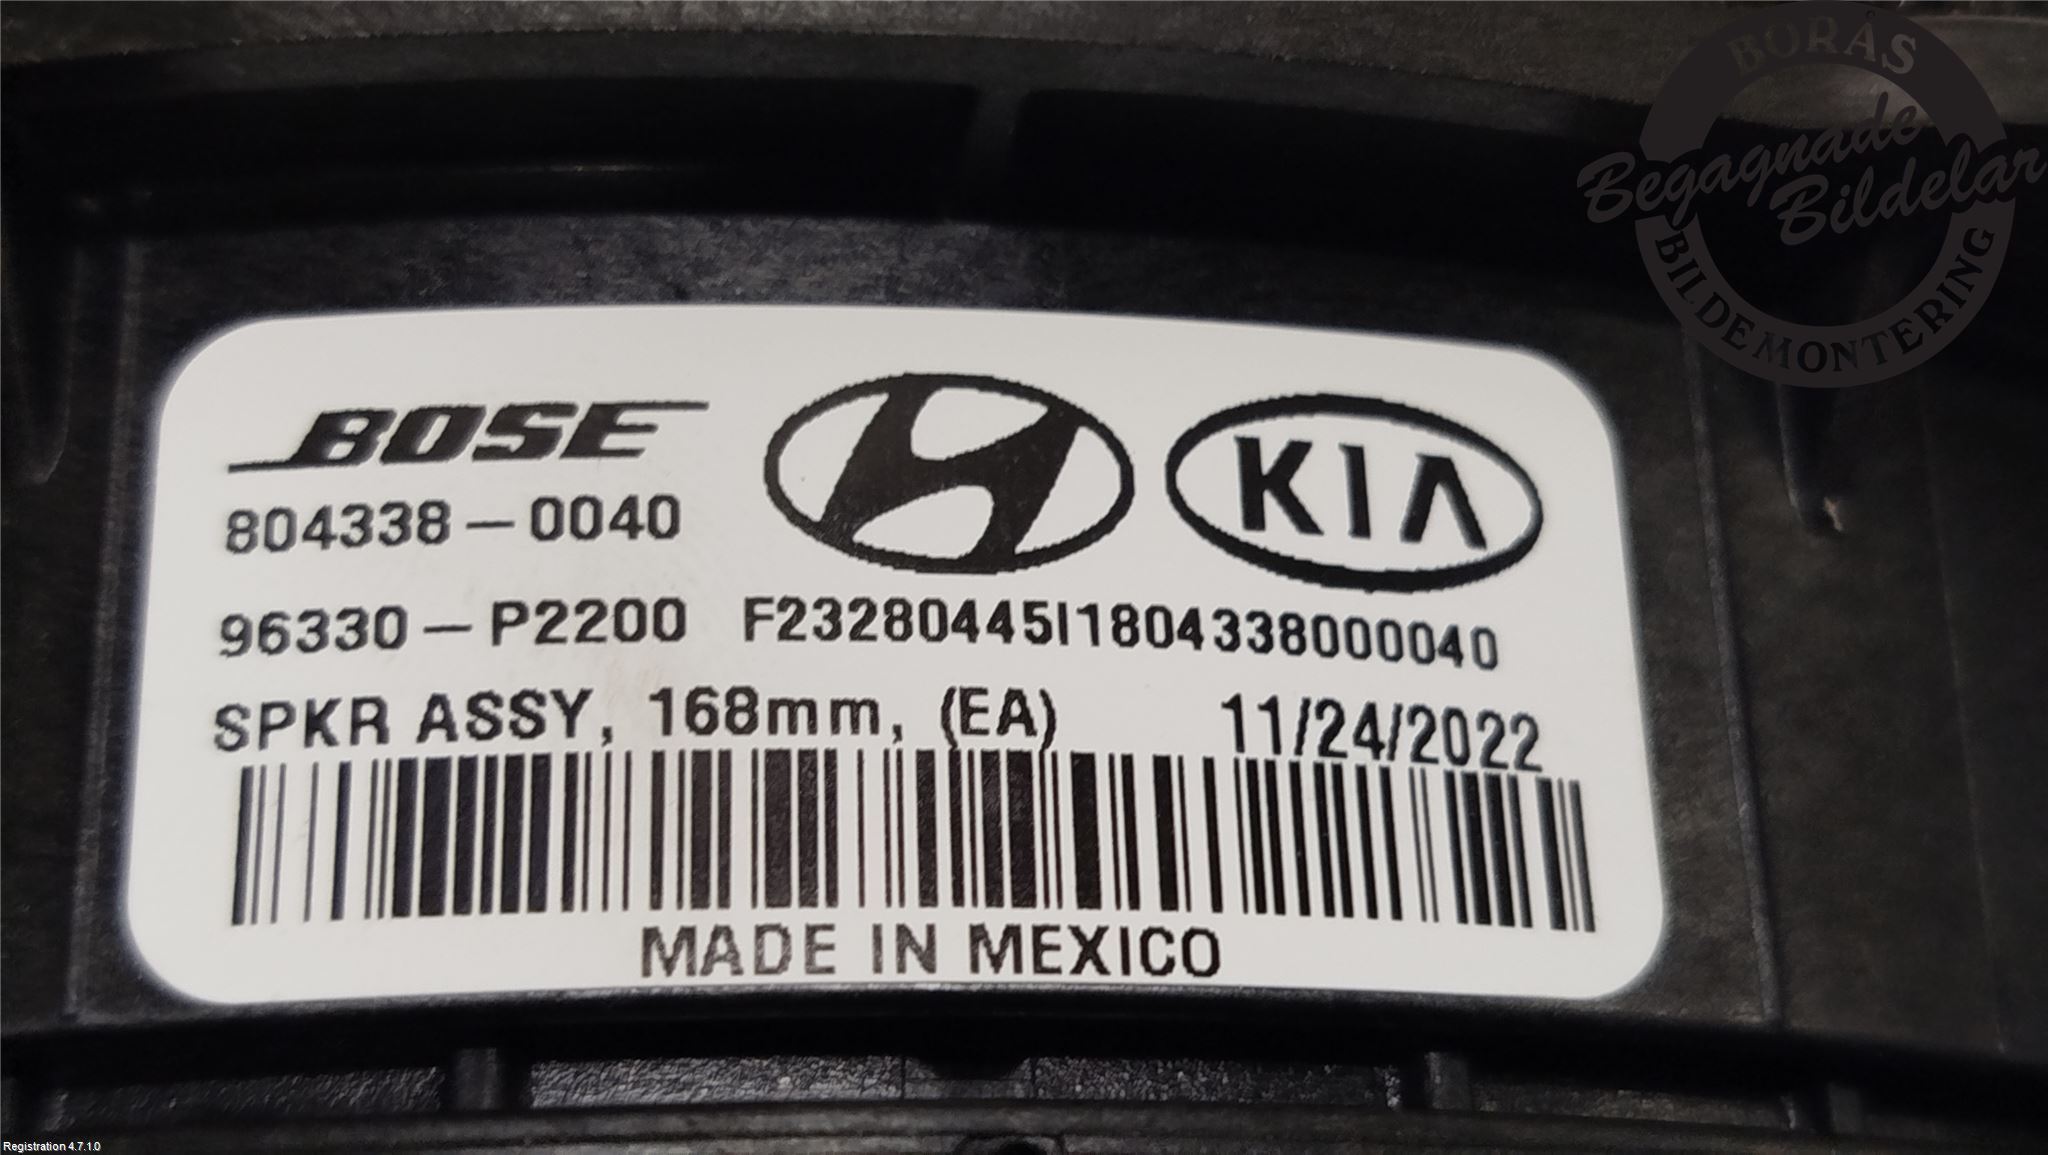 BORÅS
Begagnade
Bildelar
BILDEMONTERING
BOSE
KIA
804338-0040
96330-P2200 F23280445I1804338000040
SPKR ASSY, 168mm, (EA) 11/24/2022
MADE IN MEXICO
Registration 4.7.1.0